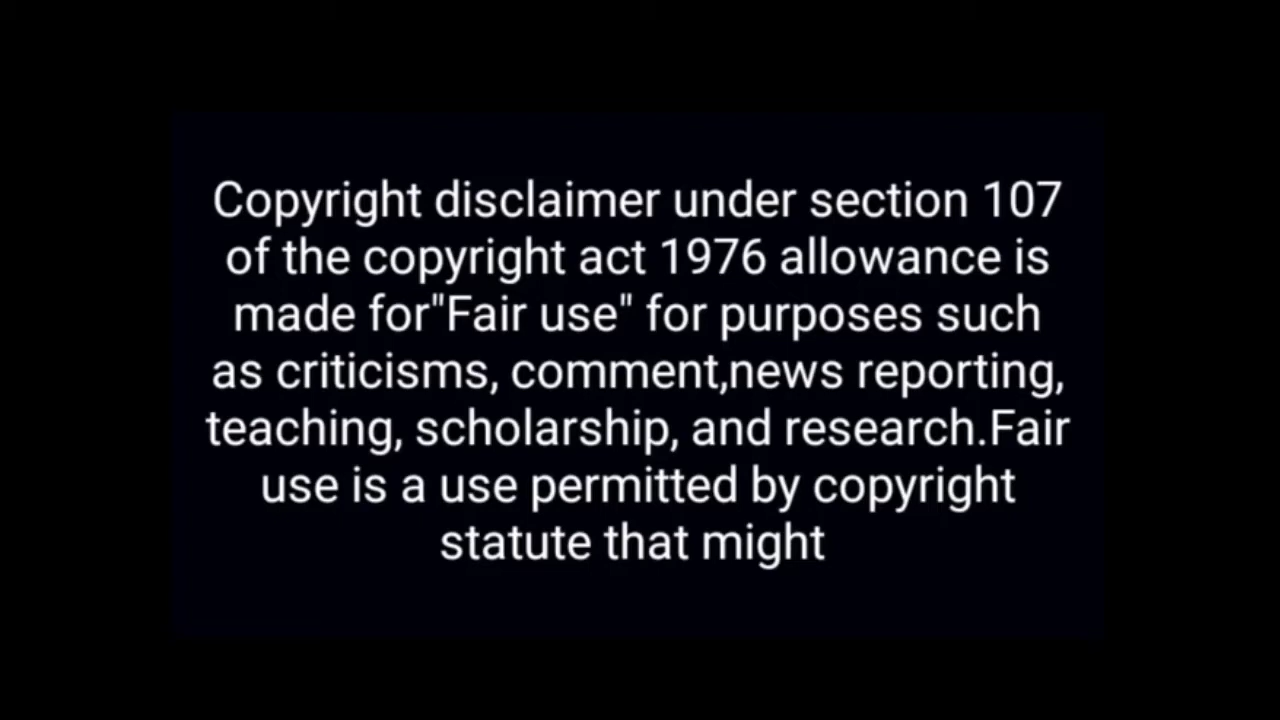 Copyright disclaimer under section 107
of the copyright act 1976 allowance is
made for"Fair use" for purposes such
as criticisms, comment,news reporting,
teaching, scholarship, and research.Fair
use is a use permitted by copyright
statute that might